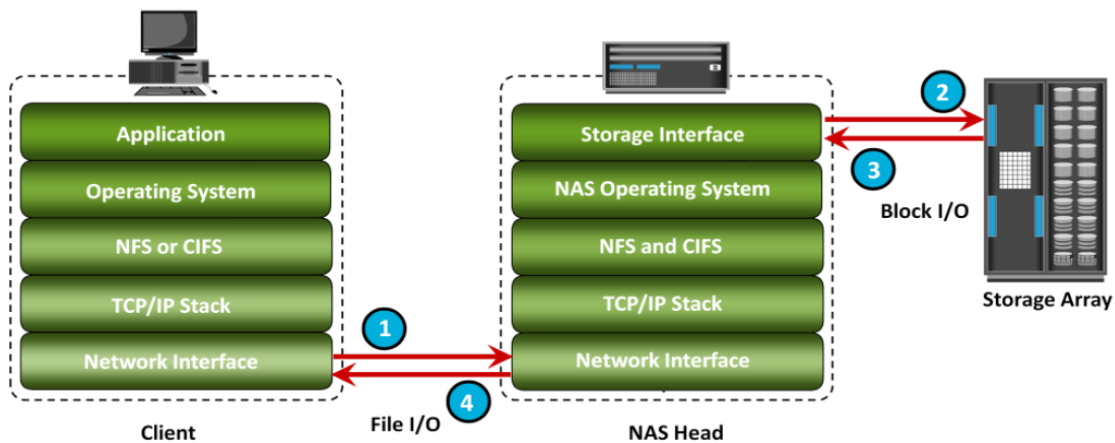 Application
Operating System
NFS or CIFS
TCP/IP Stack
Network Interface
Client
1
4
File I/O
Storage Interface
NAS Operating System
NFS and CIFS
TCP/IP Stack
Network Interface
NAS Head
2
3
Block I/O
Storage Array